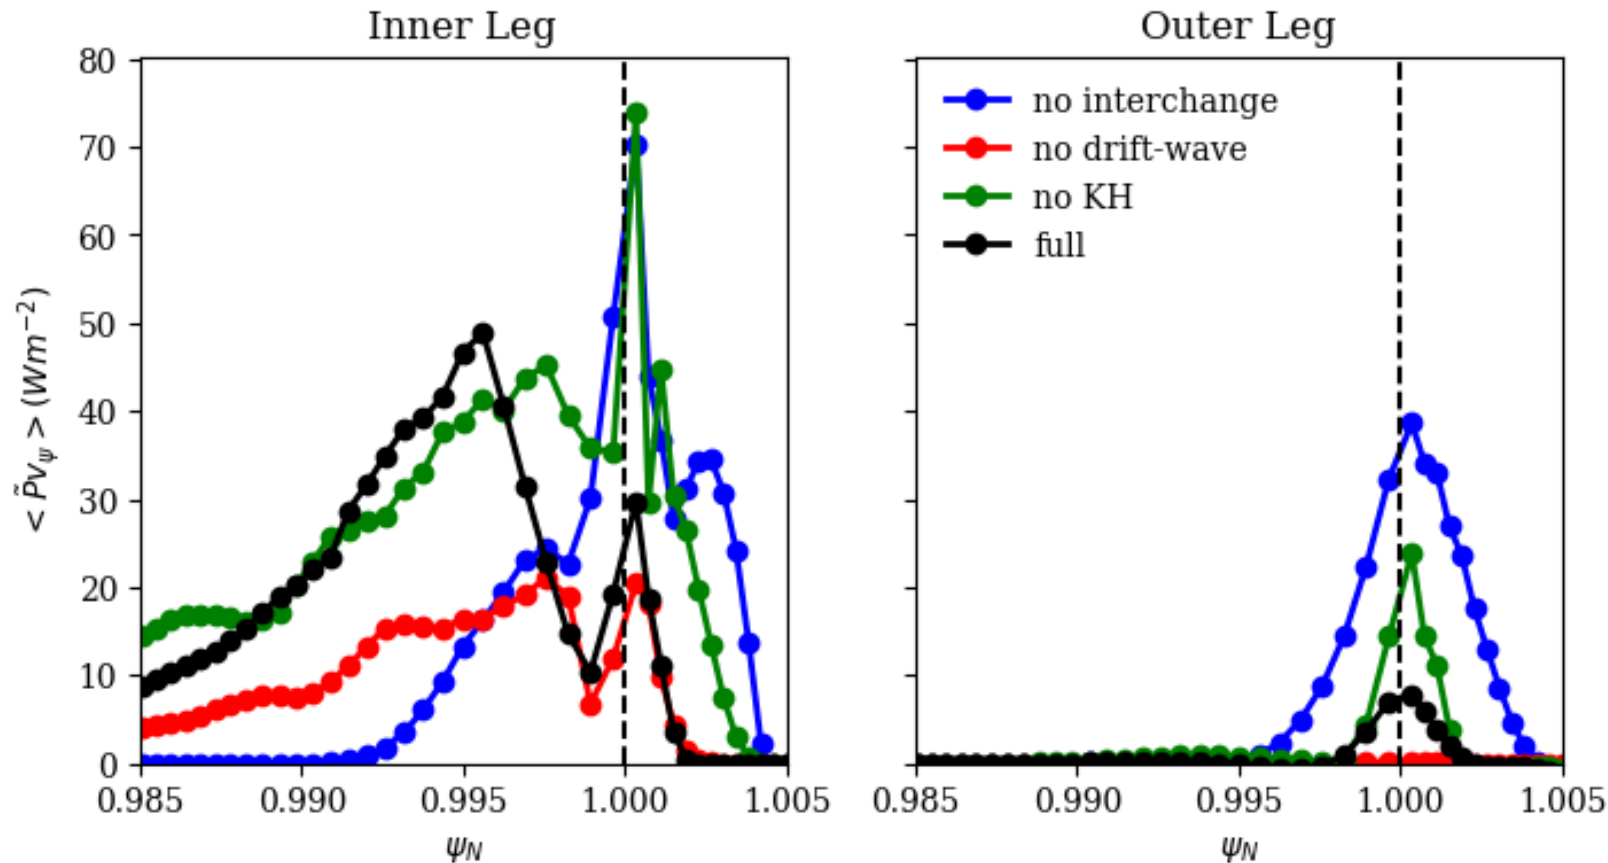 Inner Leg
Outer Leg
80
70
60
50
40
30
20
10
0
< P̃v_ψ > (Wm⁻²)
no interchange
no drift-wave
no KH
full
0.985 0.990 0.995 1.000 1.005
0.985 0.990 0.995 1.000 1.005
ψ_N
ψ_N